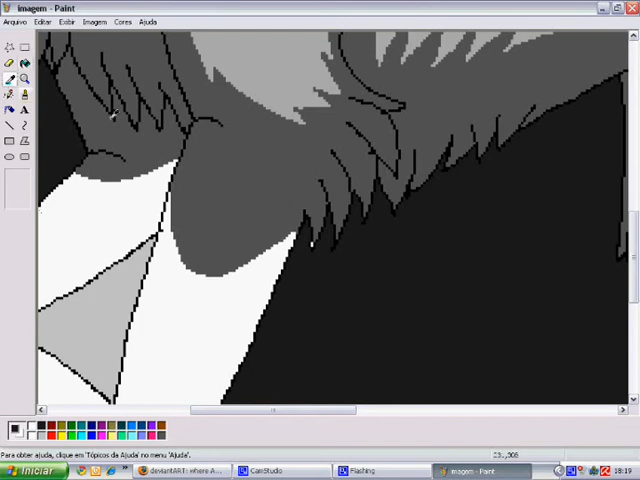 imagem - Paint
Arquivo Editar Exibir Imagem Cores Ajuda
A
Para obter ajuda, clique em 'Tópicos da Ajuda' no menu 'Ajuda'.
Iniciar deviantART: where A... CamStudio Flashing imagem - Paint 18:19